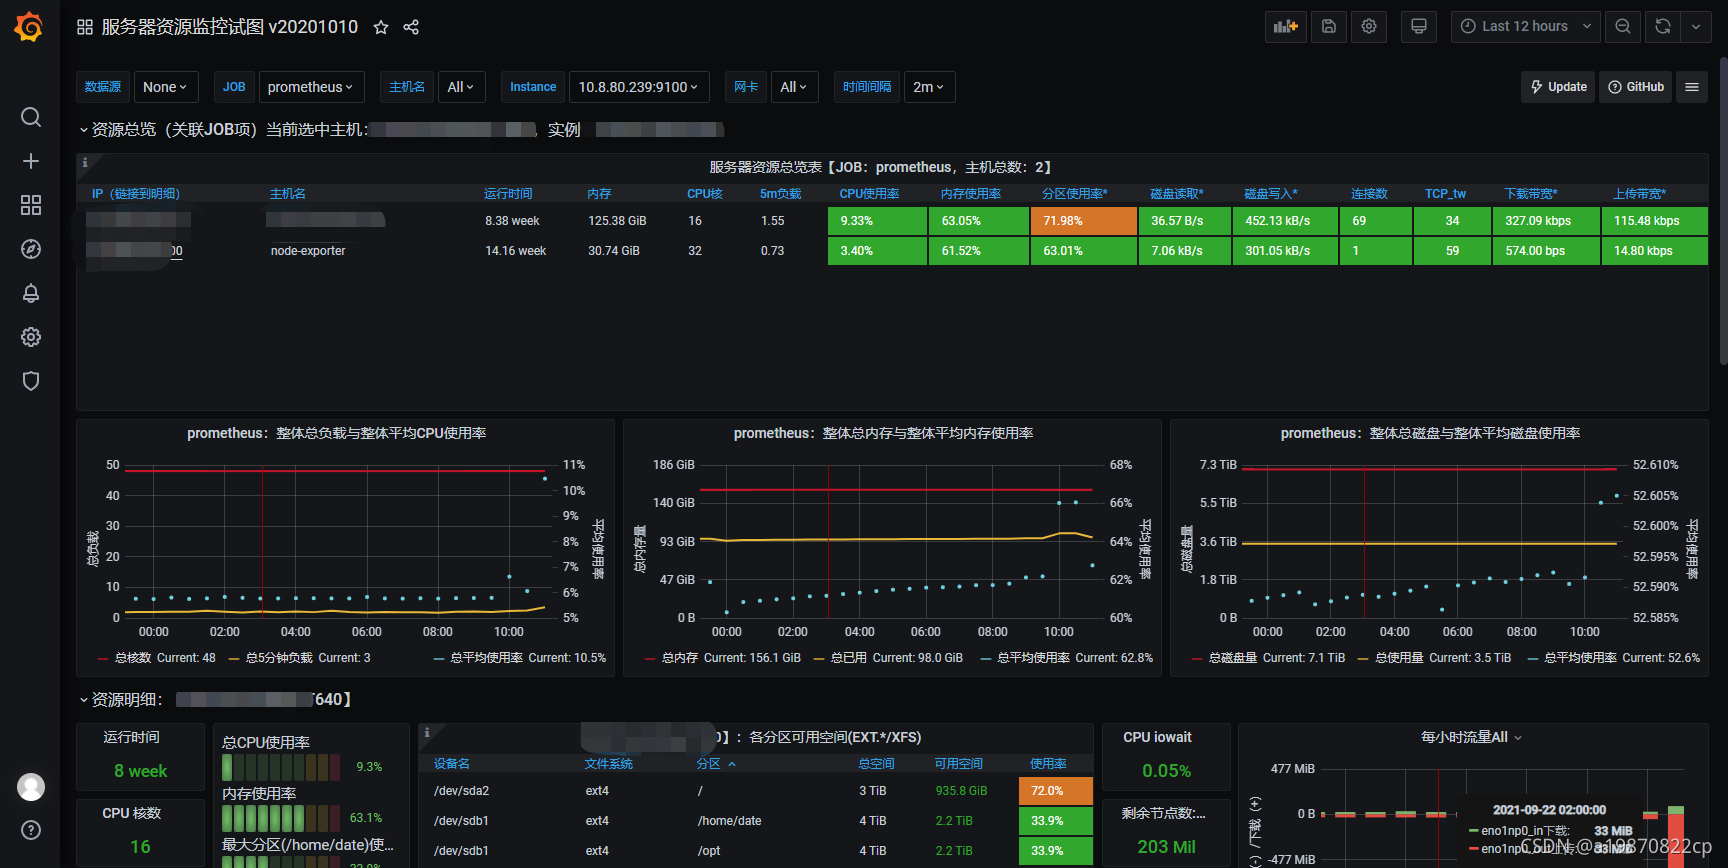 服务器资源监控试图 v20201010
Last 12 hours
数据源 None JOB prometheus 主机名 All Instance 10.8.80.239:9100 网卡 All 时间间隔 2m Update GitHub
资源总览（关联JOB项）当前选中主机: ，实例
服务器资源总览表【JOB：prometheus，主机总数：2】
IP（链接到明细） 主机名 运行时间 内存 CPU核 5m负载 CPU使用率 内存使用率 分区使用率* 磁盘读取* 磁盘写入* 连接数 TCP_tw 下载带宽* 上传带宽*
8.38 week 125.38 GiB 16 1.55 9.33% 63.05% 71.98% 36.57 B/s 452.13 kB/s 69 34 327.09 kbps 115.48 kbps
00 node-exporter 14.16 week 30.74 GiB 32 0.73 3.40% 61.52% 63.01% 7.06 kB/s 301.05 kB/s 1 59 574.00 bps 14.80 kbps
prometheus：整体总负载与整体平均CPU使用率
50
40
30
20
10
0
总负载
11%
10%
9%
8%
7%
6%
5%
平均使用率
00:00 02:00 04:00 06:00 08:00 10:00
总核数 Current: 48 总5分钟负载 Current: 3 总平均使用率 Current: 10.5%
prometheus：整体总内存与整体平均内存使用率
186 GiB
140 GiB
93 GiB
47 GiB
0 B
总内存量
68%
66%
64%
62%
60%
平均使用率
00:00 02:00 04:00 06:00 08:00 10:00
总内存 Current: 156.1 GiB 总已用 Current: 98.0 GiB 总平均使用率 Current: 62.8%
prometheus：整体总磁盘与整体平均磁盘使用率
7.3 TiB
5.5 TiB
3.6 TiB
1.8 TiB
0 B
总磁盘量
52.610%
52.605%
52.600%
52.595%
52.590%
52.585%
平均使用率
00:00 02:00 04:00 06:00 08:00 10:00
总磁盘量 Current: 7.1 TiB 总使用量 Current: 3.5 TiB 总平均使用率 Current: 52.6%
资源明细： 640】
运行时间
8 week
CPU 核数
16
总CPU使用率
9.3%
内存使用率
63.1%
最大分区(/home/date)使...
】：各分区可用空间(EXT.*/XFS)
设备名 文件系统 分区 总空间 可用空间 使用率
/dev/sda2 ext4 / 3 TiB 935.8 GiB 72.0%
/dev/sdb1 ext4 /home/date 4 TiB 2.2 TiB 33.9%
/dev/sdb1 ext4 /opt 4 TiB 2.2 TiB 33.9%
CPU iowait
0.05%
剩余节点数:...
203 Mil
每小时流量All
477 MiB
0 B
-477 MiB
(-) /下载 (+)
2021-09-22 02:00:00
eno1np0_in下载: 33 MiB
eno1np0_out上传: 33 MiB
CSDN @a19870822cp